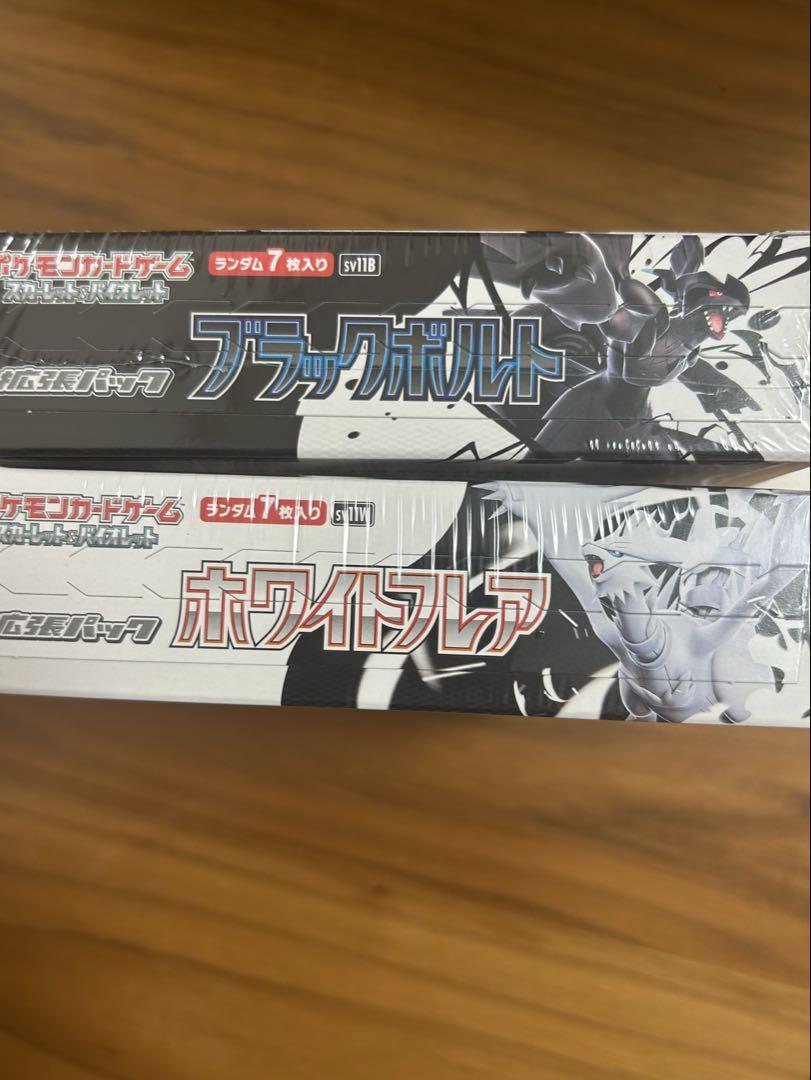 ポケモンカードゲーム
ランダム7枚入り sv11B
スカーレット&バイオレット
拡張パック
ブラックボルト
ケモンカードゲーム
ランダム7枚入り sv11W
スカーレット&バイオレット
拡張パック
ホワイトフレア